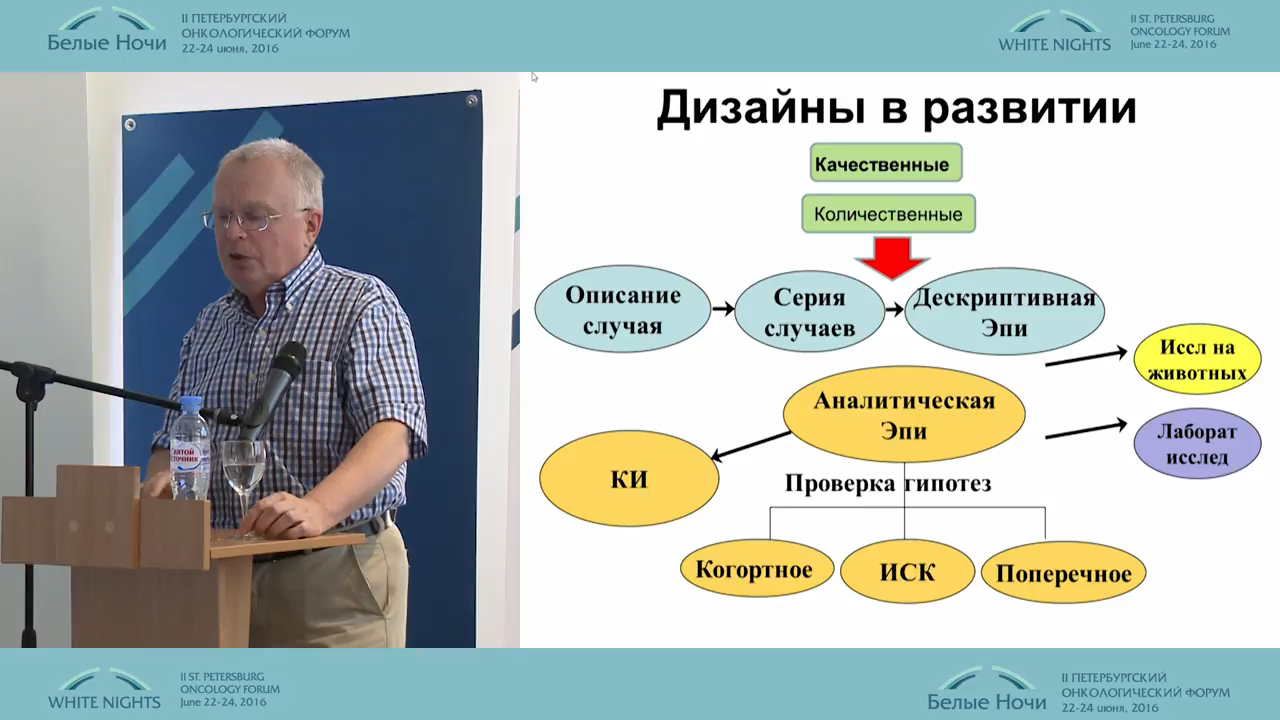 Белые Ночи
II ПЕТЕРБУРГСКИЙ
ОНКОЛОГИЧЕСКИЙ ФОРУМ
22-24 июня, 2016
WHITE NIGHTS
II ST. PETERSBURG
ONCOLOGY FORUM
June 22-24, 2016
Дизайны в развитии
Качественные
Количественные
Описание
случая
Серия
случаев
Дескриптивная
Эпи
Иссл на
животных
Аналитическая
Эпи
Лаборат
исслед
КИ
Проверка гипотез
Когортное
ИСК
Поперечное
WHITE NIGHTS
II ST. PETERSBURG
ONCOLOGY FORUM
June 22-24, 2016
Белые Ночи
II ПЕТЕРБУРГСКИЙ
ОНКОЛОГИЧЕСКИЙ ФОРУМ
22-24 июня, 2016